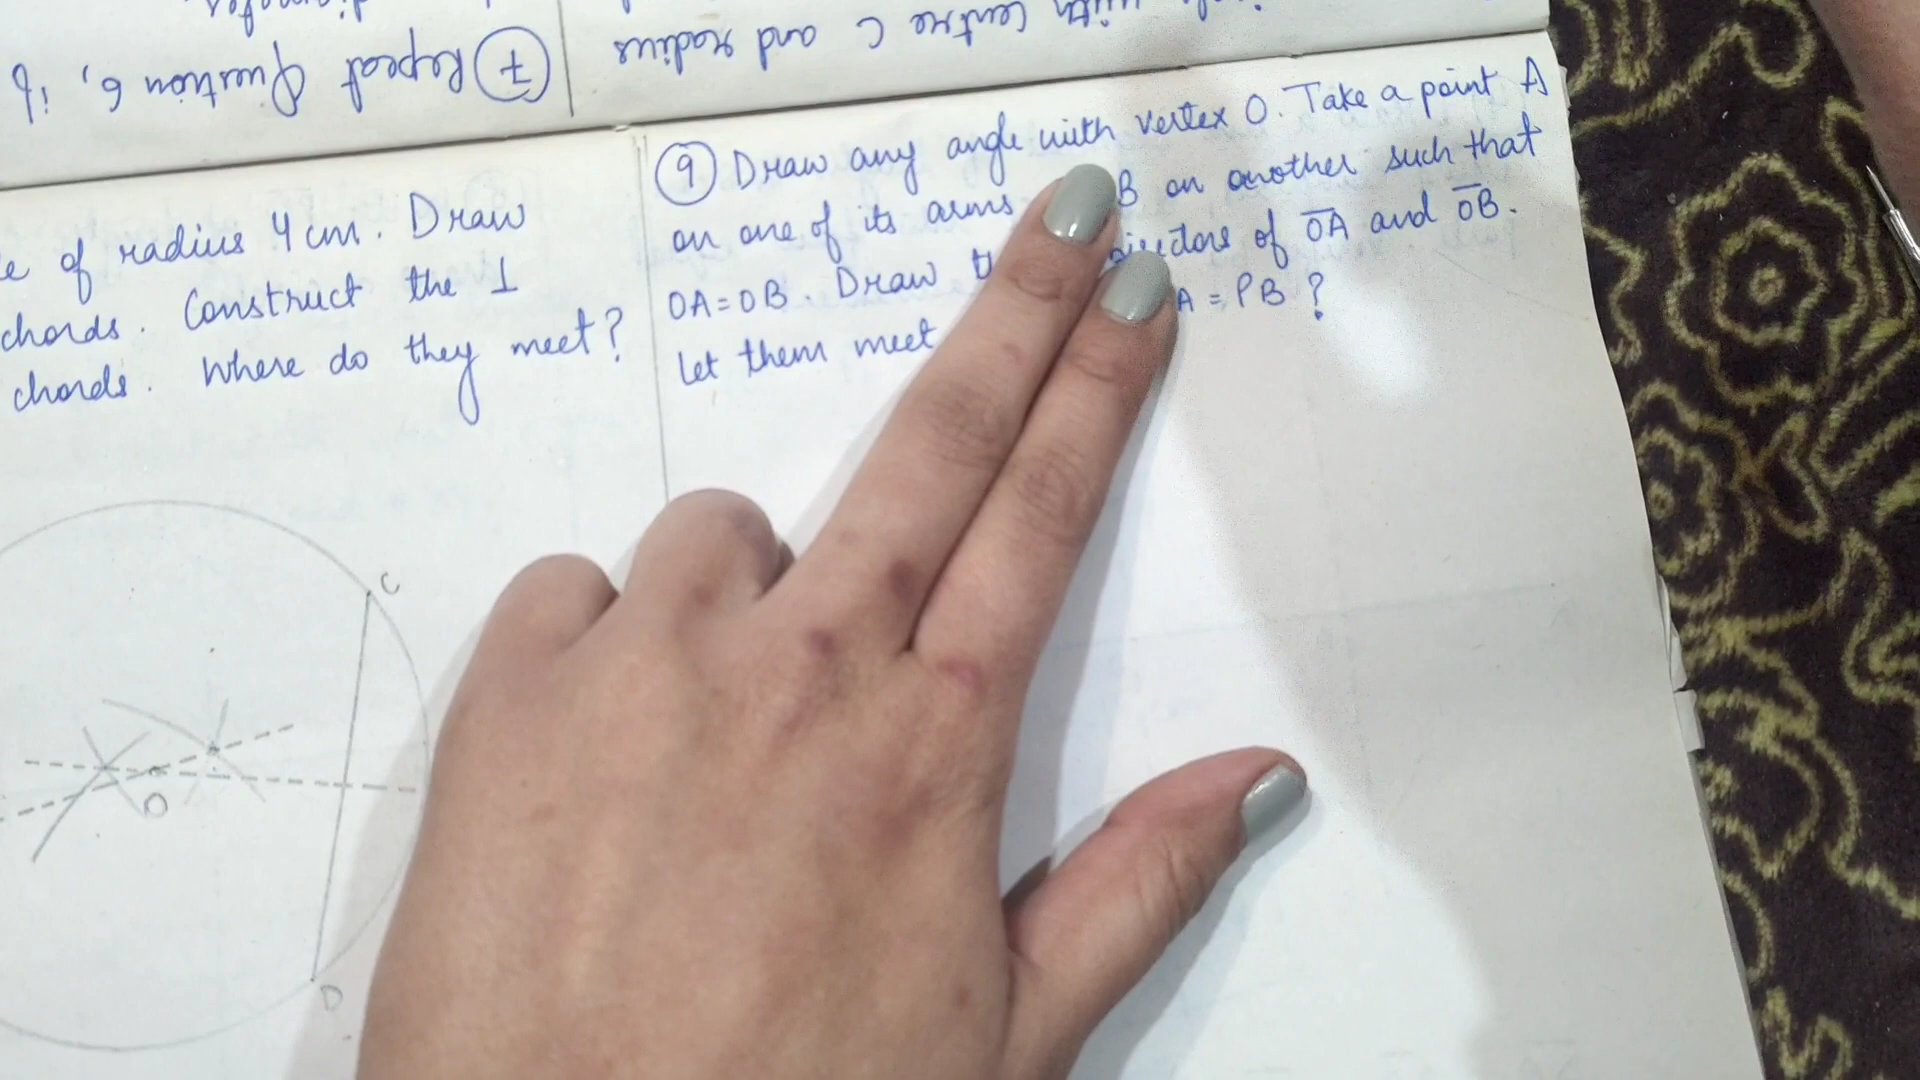 with centre C and radius
7 Repeat Question 6, if
of radius 4 cm. Draw
chords. Construct the ⊥
chords. Where do they meet?
9 Draw any angle with vertex O. Take a point A
on one of its arms B on another such that
OA = OB. Draw of OA and OB.
let them meet A = PB ?
C
O
D